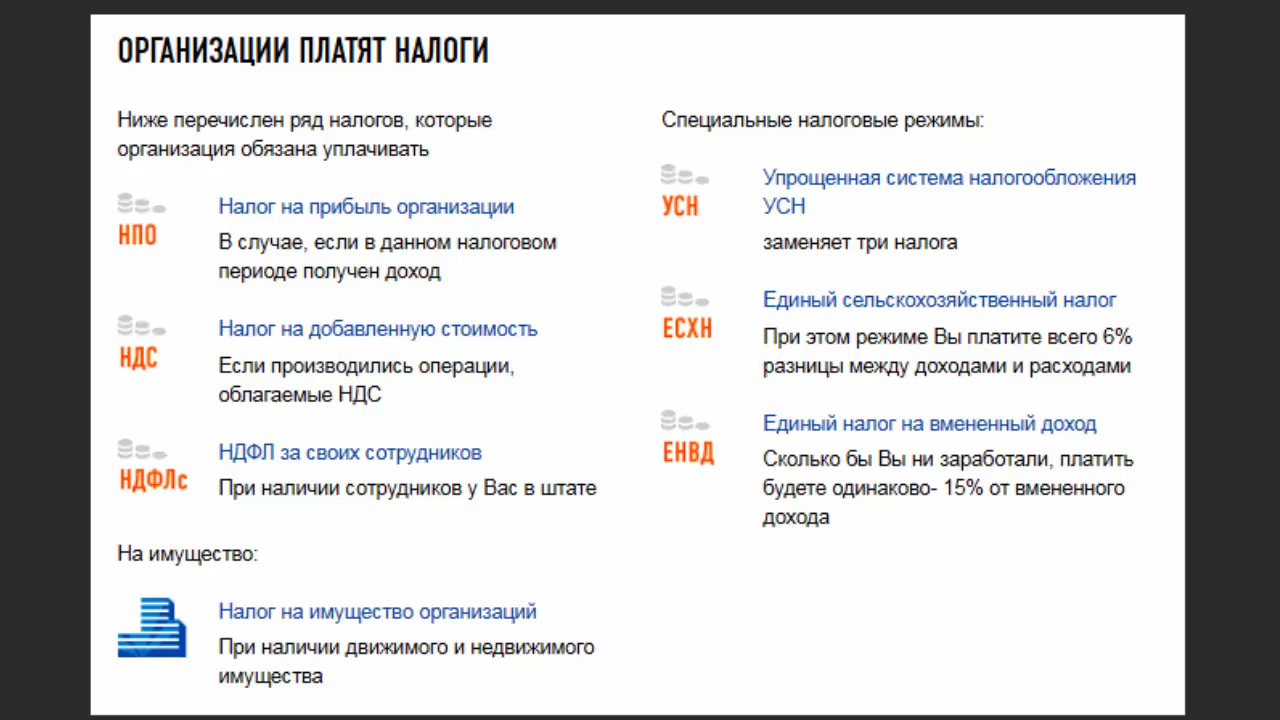 ОРГАНИЗАЦИИ ПЛАТЯТ НАЛОГИ
Ниже перечислен ряд налогов, которые
организация обязана уплачивать
НПО
Налог на прибыль организации
В случае, если в данном налоговом
периоде получен доход
НДС
Налог на добавленную стоимость
Если производились операции,
облагаемые НДС
НДФЛс
НДФЛ за своих сотрудников
При наличии сотрудников у Вас в штате
На имущество:
Налог на имущество организаций
При наличии движимого и недвижимого
имущества
Специальные налоговые режимы:
УСН
Упрощенная система налогообложения
УСН
заменяет три налога
ЕСХН
Единый сельскохозяйственный налог
При этом режиме Вы платите всего 6%
разницы между доходами и расходами
ЕНВД
Единый налог на вмененный доход
Сколько бы Вы ни заработали, платить
будете одинаково- 15% от вмененного
дохода